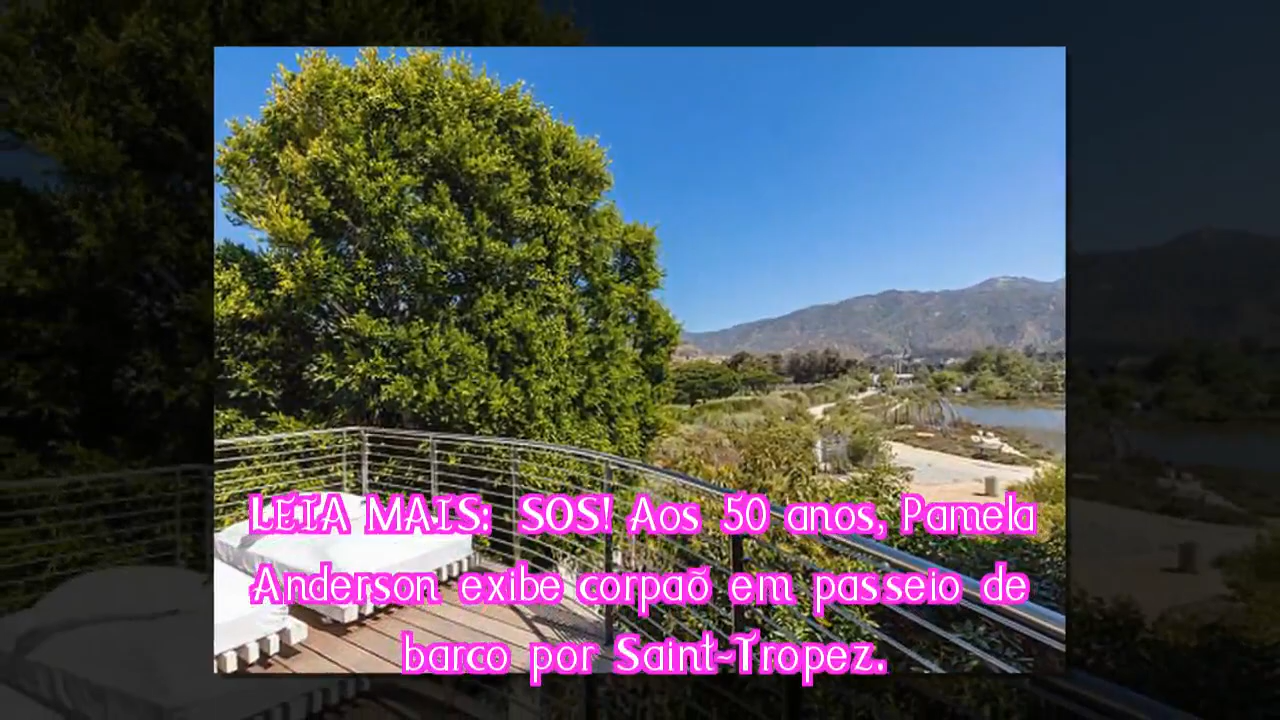 LEIA MAIS: SOS! Aos 50 anos, Pamela
Anderson exibe corpaõ em passeio de
barco por Saint-Tropez.